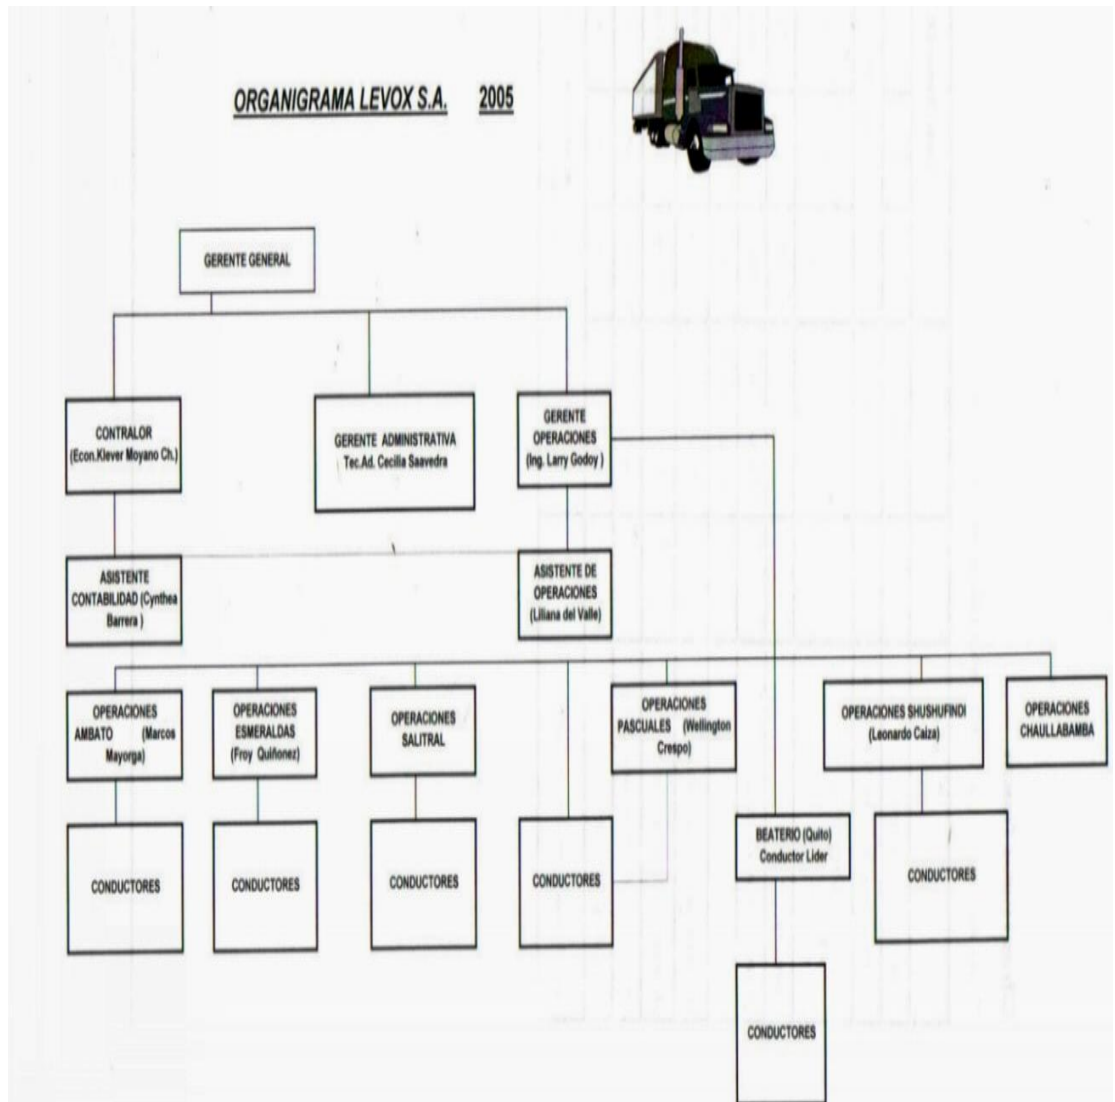 ORGANIGRAMA LEVOX S.A. 2005
GERENTE GENERAL
CONTRALOR
(Econ.Klever Moyano Ch.)
GERENTE ADMINISTRATIVA
Tec.Ad. Cecilia Saavedra
GERENTE
OPERACIONES
(Ing. Larry Godoy )
ASISTENTE
CONTABILIDAD (Cynthea
Barrera )
ASISTENTE DE
OPERACIONES
(Liliana del Valle)
OPERACIONES
AMBATO (Marcos
Mayorga)
OPERACIONES
ESMERALDAS
(Froy Quiñonez)
OPERACIONES
SALITRAL
OPERACIONES
PASCUALES (Wellington
Crespo)
OPERACIONES SHUSHUFINDI
(Leonardo Caiza)
OPERACIONES
CHAULLABAMBA
CONDUCTORES
CONDUCTORES
CONDUCTORES
CONDUCTORES
BEATERIO (Quito)
Conductor Lider
CONDUCTORES
CONDUCTORES